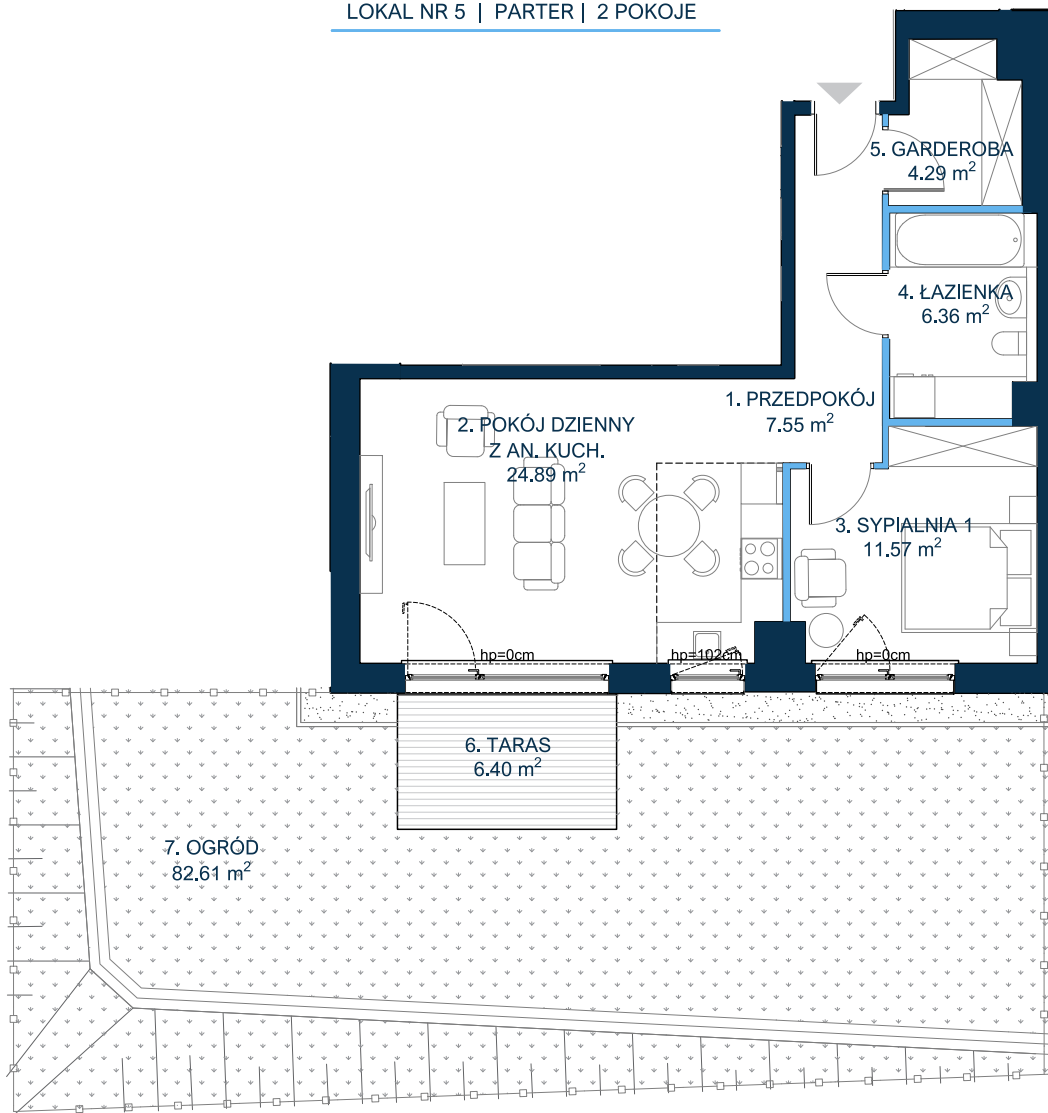 LOKAL NR 5 | PARTER | 2 POKOJE
5. GARDEROBA
4.29 m²
4. ŁAZIENKA
6.36 m²
1. PRZEDPOKÓJ
7.55 m²
2. POKÓJ DZIENNY
Z AN. KUCH.
24.89 m²
3. SYPIALNIA 1
11.57 m²
hp=0cm
hp=102cm
hp=0cm
6. TARAS
6.40 m²
7. OGRÓD
82.61 m²